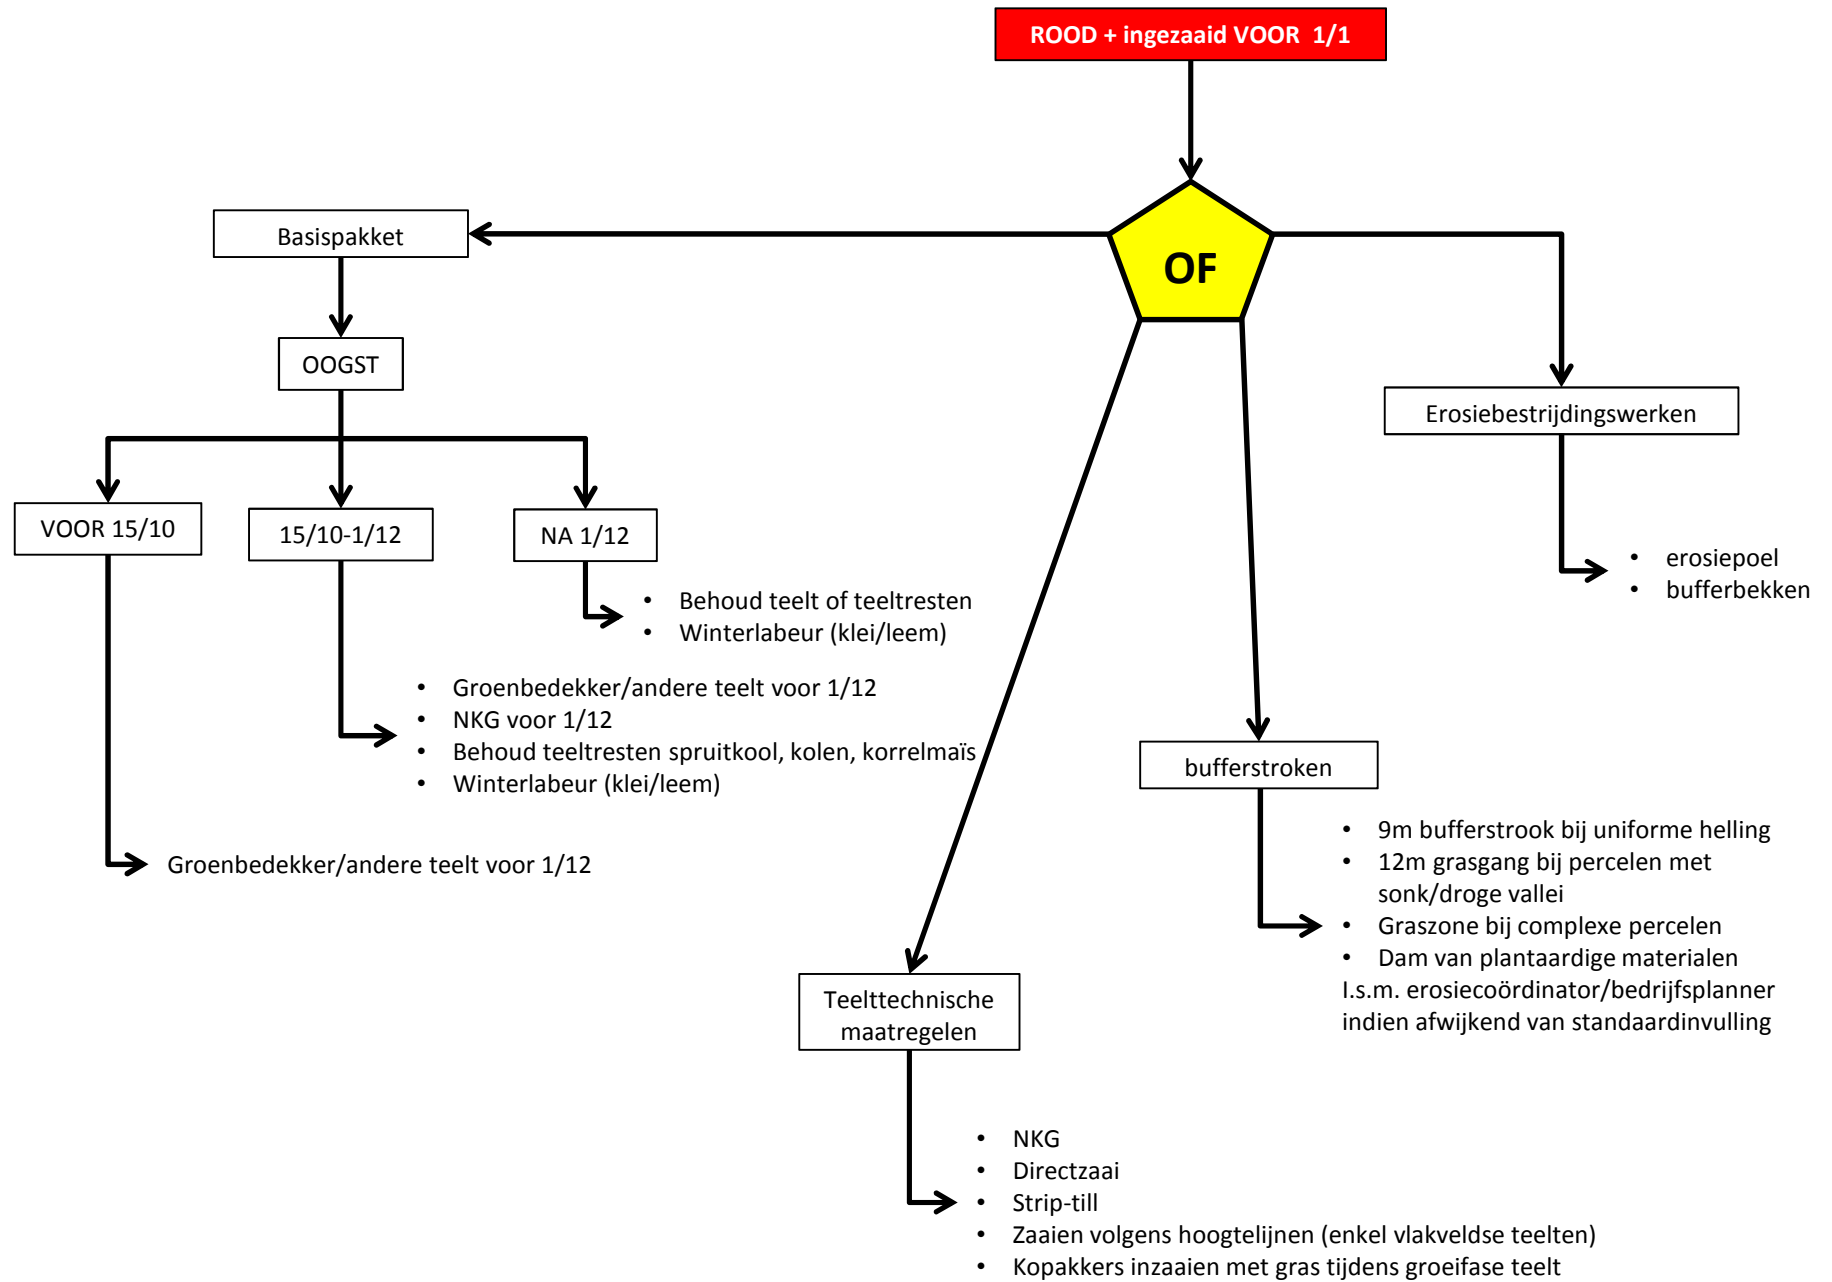 ROOD + ingezaaid VOOR 1/1
OF
Basispakket
OOGST
VOOR 15/10
15/10-1/12
NA 1/12
• Behoud teelt of teeltresten
• Winterlabeur (klei/leem)
• Groenbedekker/andere teelt voor 1/12
• NKG voor 1/12
• Behoud teeltresten spruitkool, kolen, korrelmaïs
• Winterlabeur (klei/leem)
Groenbedekker/andere teelt voor 1/12
Teelttechnische
maatregelen
• NKG
• Directzaai
• Strip-till
• Zaaien volgens hoogtelijnen (enkel vlakveldse teelten)
• Kopakkers inzaaien met gras tijdens groeifase teelt
bufferstroken
• 9m bufferstrook bij uniforme helling
• 12m grasgang bij percelen met
sonk/droge vallei
• Graszone bij complexe percelen
• Dam van plantaardige materialen
I.s.m. erosiecoördinator/bedrijfsplanner
indien afwijkend van standaardinvulling
Erosiebestrijdingswerken
• erosiepoel
• bufferbekken